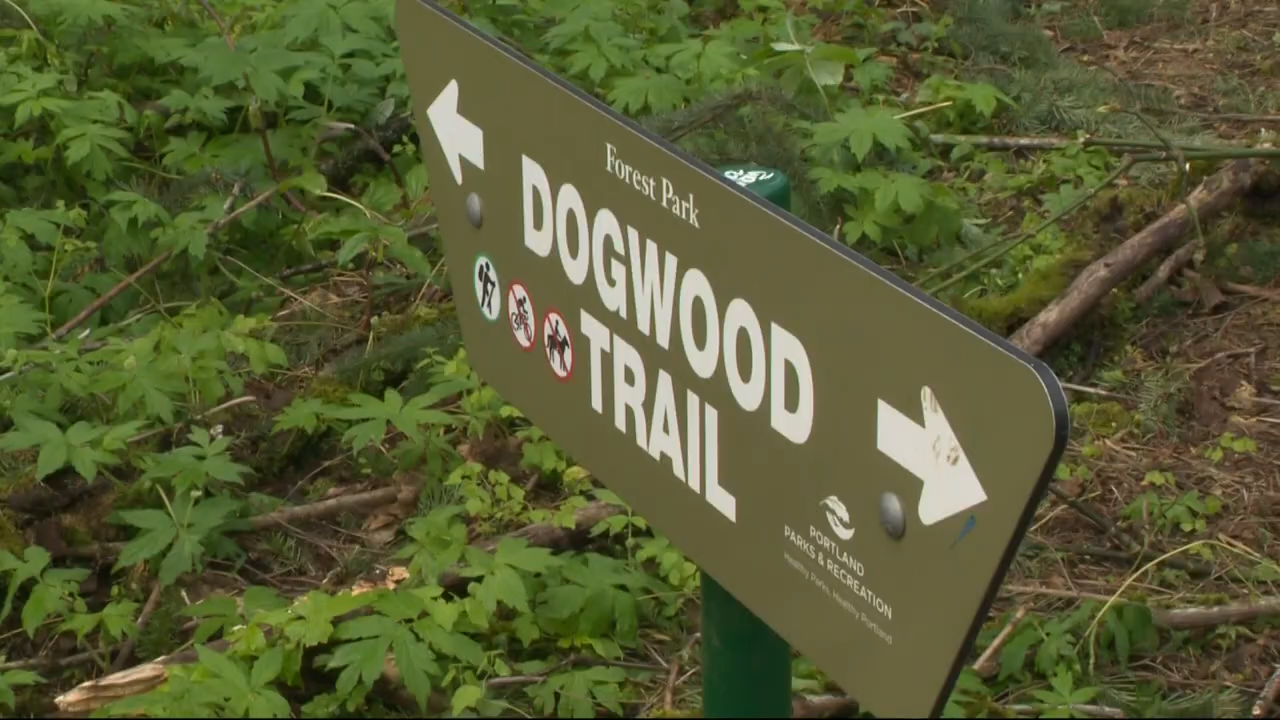 Forest Park
DOGWOOD
TRAIL
PORTLAND
PARKS & RECREATION
Healthy Parks, Healthy Portland